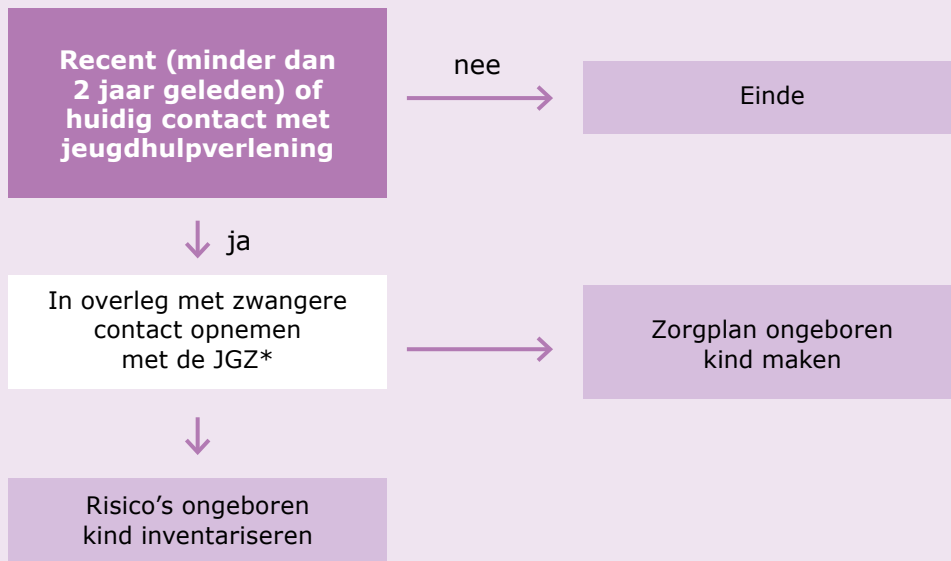 Recent (minder dan
2 jaar geleden) of
huidig contact met
jeugdhulpverlening
nee
Einde
ja
In overleg met zwangere
contact opnemen
met de JGZ*
Zorgplan ongeboren
kind maken
Risico’s ongeboren
kind inventariseren